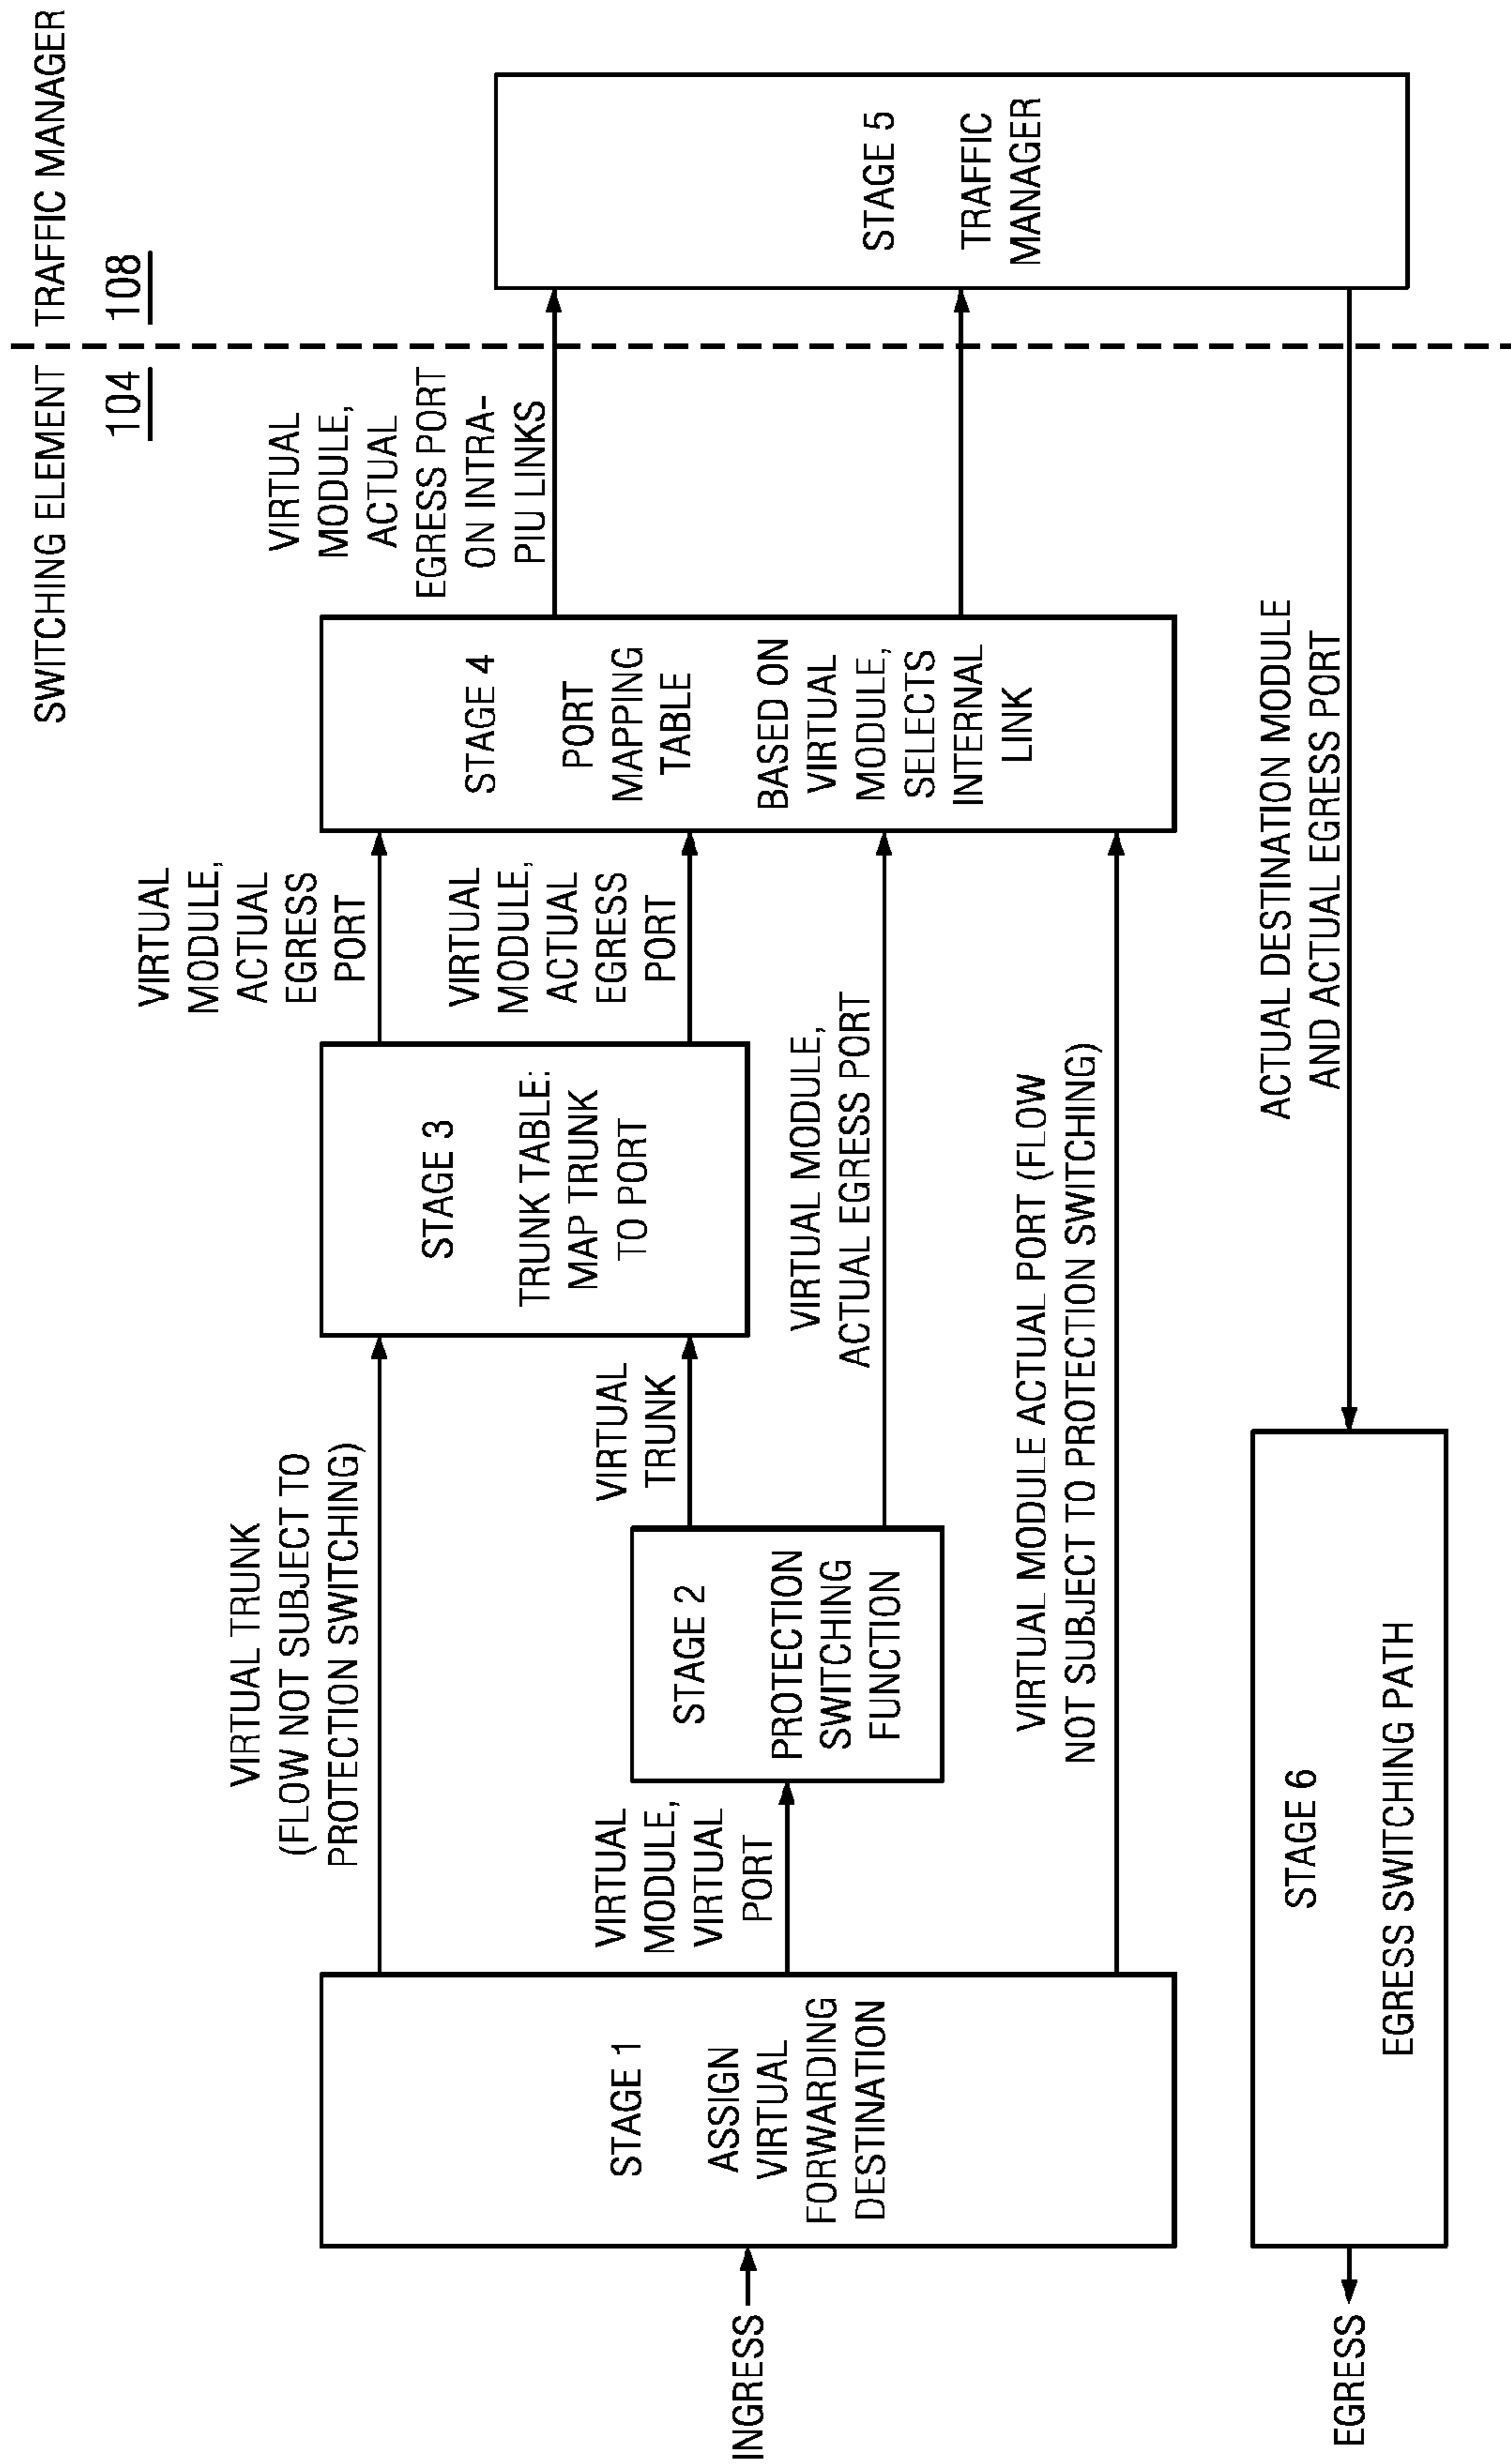 SWITCHING ELEMENT
104
TRAFFIC MANAGER
108
INGRESS
STAGE 1
ASSIGN
VIRTUAL
FORWARDING
DESTINATION
VIRTUAL TRUNK
(FLOW NOT SUBJECT TO
PROTECTION SWITCHING)
VIRTUAL
MODULE,
VIRTUAL
PORT
STAGE 2
PROTECTION
SWITCHING
FUNCTION
VIRTUAL
TRUNK
STAGE 3
TRUNK TABLE:
MAP TRUNK
TO PORT
VIRTUAL MODULE,
ACTUAL EGRESS PORT
VIRTUAL MODULE ACTUAL PORT (FLOW
NOT SUBJECT TO PROTECTION SWITCHING)
VIRTUAL
MODULE,
ACTUAL
EGRESS
PORT
VIRTUAL
MODULE,
ACTUAL
EGRESS
PORT
STAGE 4
PORT
MAPPING
TABLE
BASED ON
VIRTUAL
MODULE,
SELECTS
INTERNAL
LINK
VIRTUAL
MODULE,
ACTUAL
EGRESS PORT
ON INTRA-
PIU LINKS
STAGE 5
TRAFFIC
MANAGER
ACTUAL DESTINATION MODULE
AND ACTUAL EGRESS PORT
STAGE 6
EGRESS SWITCHING PATH
EGRESS